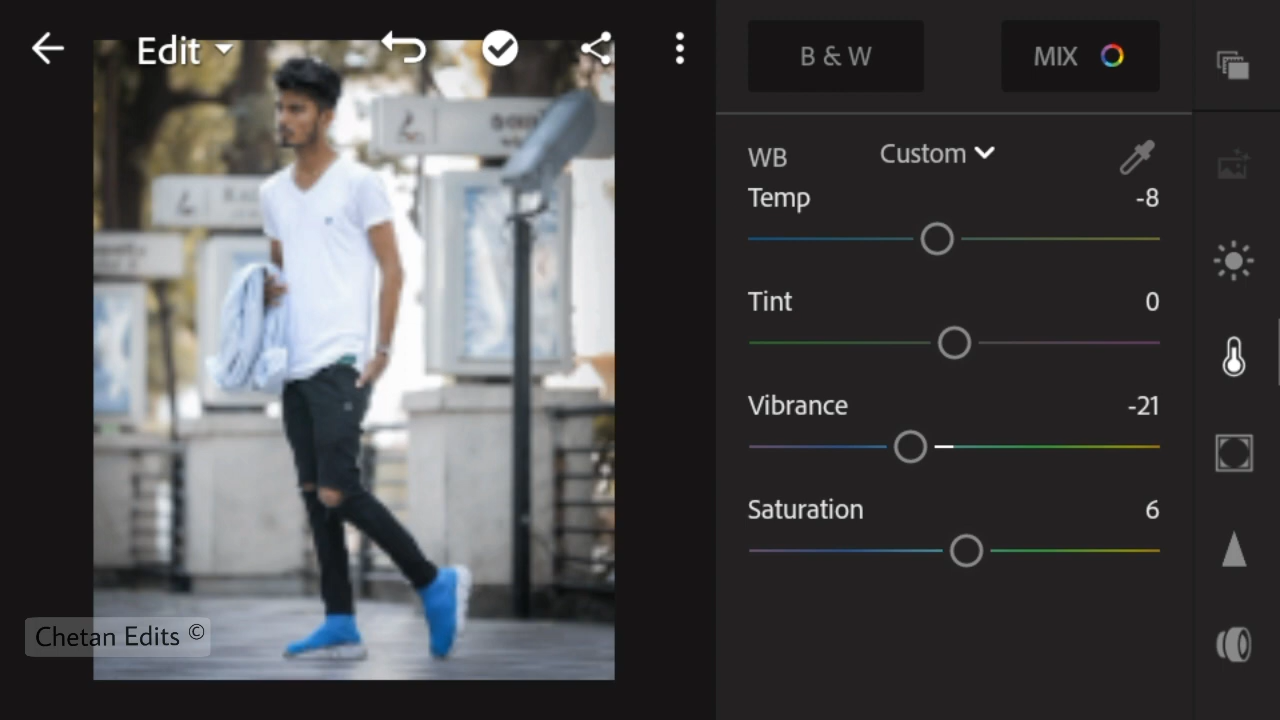 Edit
B & W
MIX
WB
Custom
Temp
-8
Tint
0
Vibrance
-21
Saturation
6
Chetan Edits ©